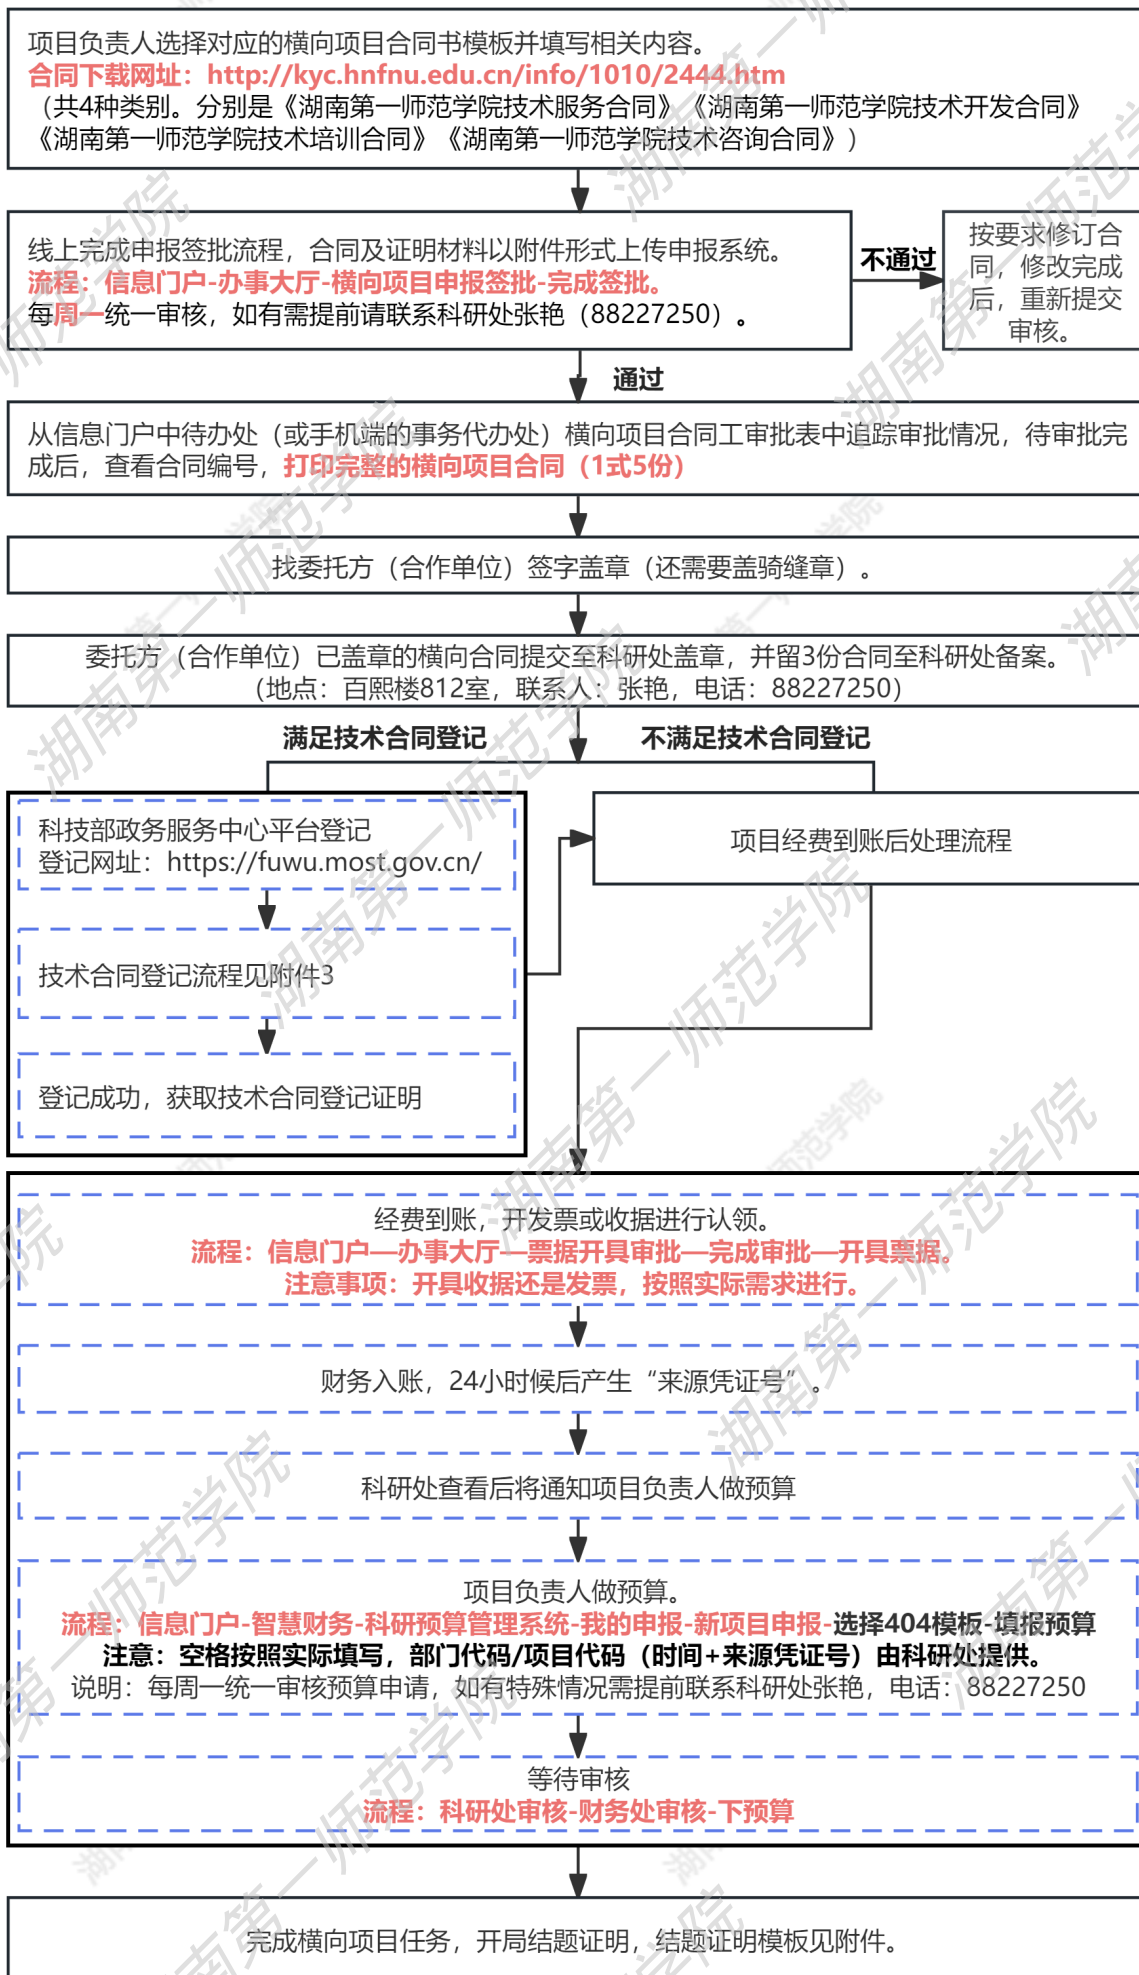 项目负责人选择对应的横向项目合同书模板并填写相关内容。
合同下载网址：http://kyc.hnfnu.edu.cn/info/1010/2444.htm
（共4种类别。分别是《湖南第一师范学院技术服务合同》《湖南第一师范学院技术开发合同》
《湖南第一师范学院技术培训合同》《湖南第一师范学院技术咨询合同》）
线上完成申报签批流程，合同及证明材料以附件形式上传申报系统。
流程：信息门户-办事大厅-横向项目申报签批-完成签批。
每周一统一审核，如有需提前请联系科研处张艳（88227250）。
不通过
按要求修订合
同，修改完成
后，重新提交
审核。
通过
从信息门户中待办处（或手机端的事务代办处）横向项目合同工审批表中追踪审批情况，待审批完
成后，查看合同编号，打印完整的横向项目合同（1式5份）
找委托方（合作单位）签字盖章（还需要盖骑缝章）。
委托方（合作单位）已盖章的横向合同提交至科研处盖章，并留3份合同至科研处备案。
（地点：百熙楼812室，联系人：张艳，电话：88227250）
满足技术合同登记
不满足技术合同登记
科技部政务服务中心平台登记
登记网址：https://fuwu.most.gov.cn/
项目经费到账后处理流程
技术合同登记流程见附件3
登记成功，获取技术合同登记证明
经费到账，开发票或收据进行认领。
流程：信息门户—办事大厅—票据开具审批—完成审批—开具票据。
注意事项：开具收据还是发票，按照实际需求进行。
财务入账，24小时候后产生“来源凭证号”。
科研处查看后将通知项目负责人做预算
项目负责人做预算。
流程：信息门户-智慧财务-科研预算管理系统-我的申报-新项目申报-选择404模板-填报预算
注意：空格按照实际填写，部门代码/项目代码（时间+来源凭证号）由科研处提供。
说明：每周一统一审核预算申请，如有特殊情况需提前联系科研处张艳，电话：88227250
等待审核
流程：科研处审核-财务处审核-下预算
完成横向项目任务，开局结题证明，结题证明模板见附件。
湖南第一师范学院